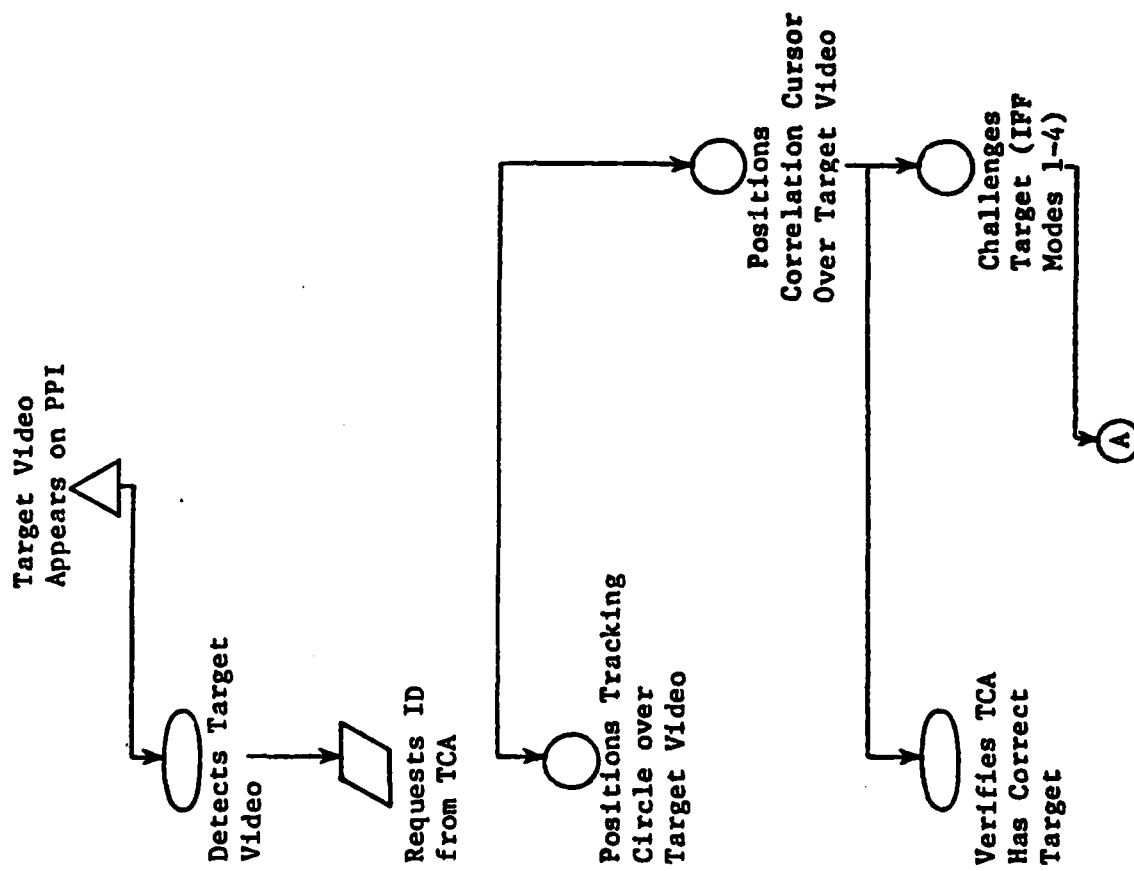 Target Video
Appears on PPI
Detects Target
Video
Requests ID
from TCA
Positions Tracking
Circle over
Target Video
Positions
Correlation Cursor
Over Target Video
Verifies TCA
Has Correct
Target
Challenges
Target (IFF
Modes 1-4)
A